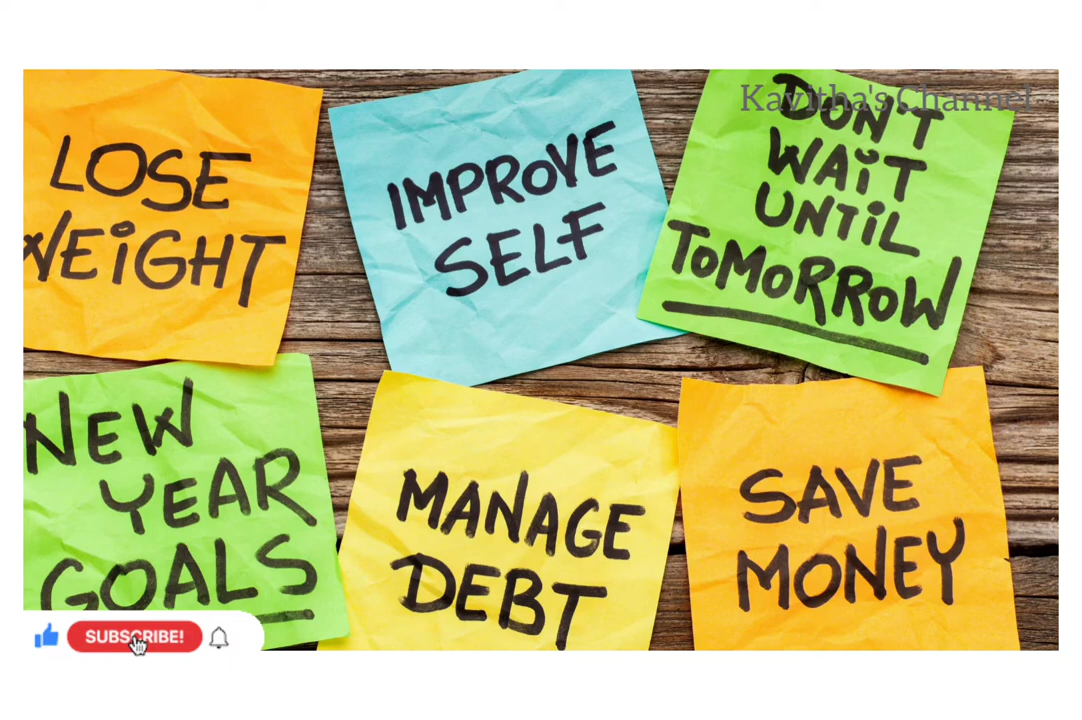 Kavitha's Channel
LOSE
WEiGHT
IMPROVE
SELF
DON'T
WAiT
UNTiL
ToMoRRoW
NEW
YEAR
GOALS
MANAGE
DEBT
SAVE
MONEY
SUBSCRIBE!